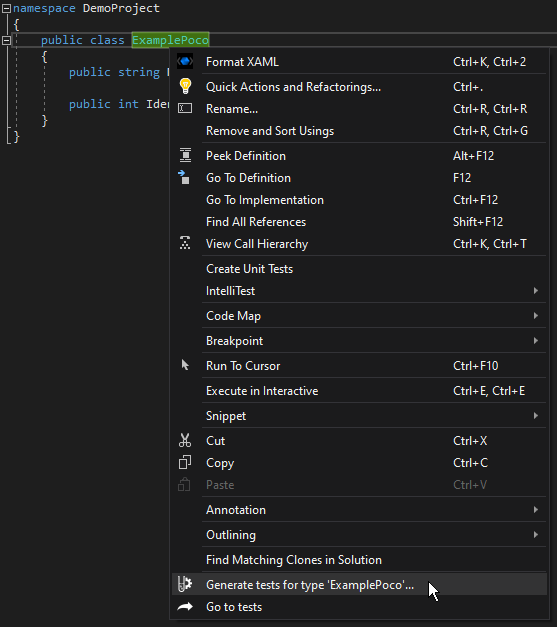 namespace DemoProject
{
public class ExamplePoco
{
public string
public int
}
}
Format XAML Ctrl+K, Ctrl+2
Quick Actions and Refactorings... Ctrl+.
Rename... Ctrl+R, Ctrl+R
Remove and Sort Usings Ctrl+R, Ctrl+G
Peek Definition Alt+F12
Go To Definition F12
Go To Implementation Ctrl+F12
Find All References Shift+F12
View Call Hierarchy Ctrl+K, Ctrl+T
Create Unit Tests
IntelliTest
Code Map
Breakpoint
Run To Cursor Ctrl+F10
Execute in Interactive Ctrl+E, Ctrl+E
Snippet
Cut Ctrl+X
Copy Ctrl+C
Paste Ctrl+V
Annotation
Outlining
Find Matching Clones in Solution
Generate tests for type 'ExamplePoco'...
Go to tests